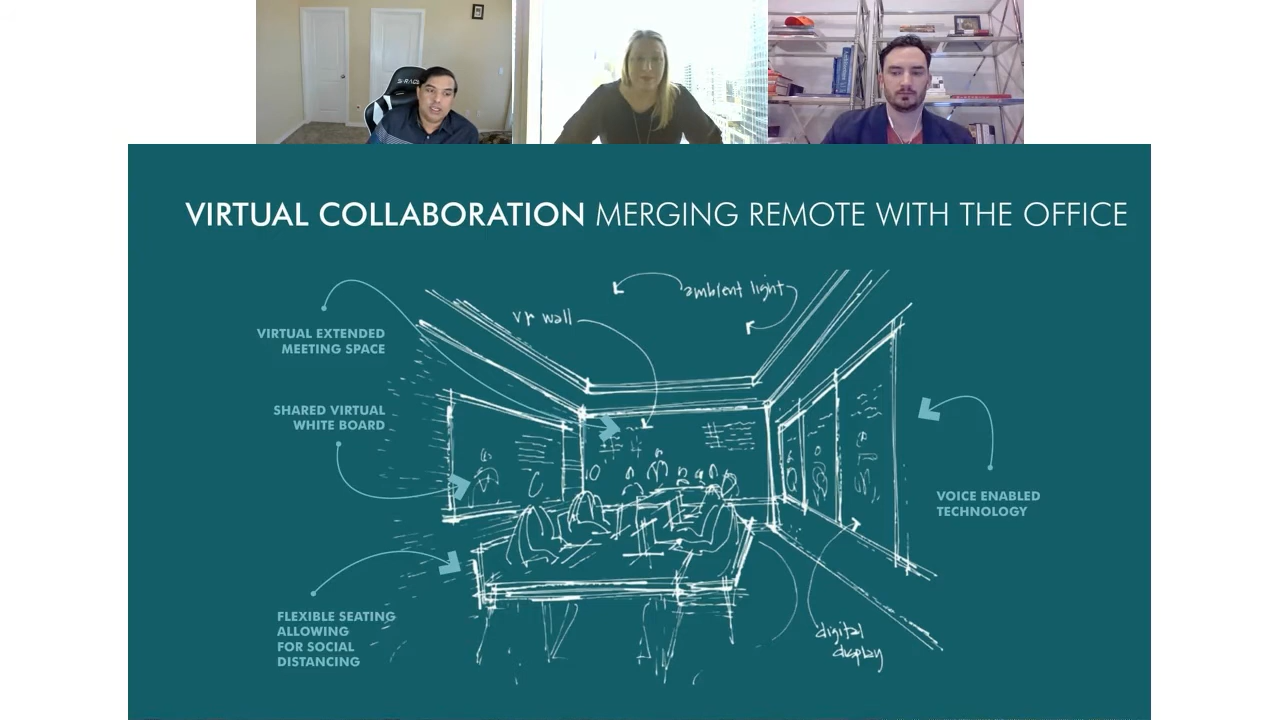 VIRTUAL COLLABORATION MERGING REMOTE WITH THE OFFICE
ambient light
vr wall
VIRTUAL EXTENDED
MEETING SPACE
SHARED VIRTUAL
WHITE BOARD
VOICE ENABLED
TECHNOLOGY
FLEXIBLE SEATING
ALLOWING
FOR SOCIAL
DISTANCING
digital
display